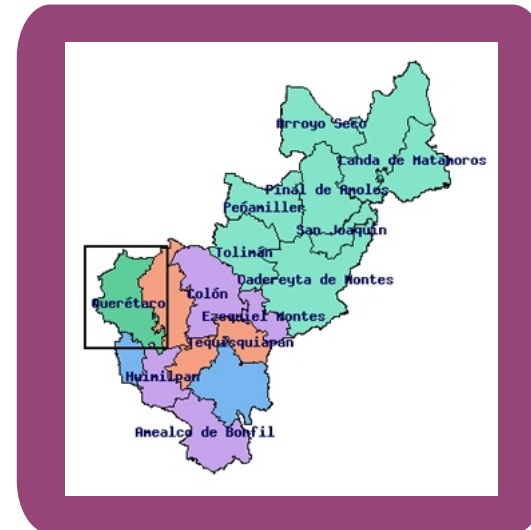 Arroyo Seco
Landa de Matamoros
Pinal de Amoles
Peñamiller
San Joaquín
Tolimán
Cadereyta de Montes
Colón
Querétaro
Ezequiel Montes
Tequisquiapan
Huimilpan
Amealco de Bonfil